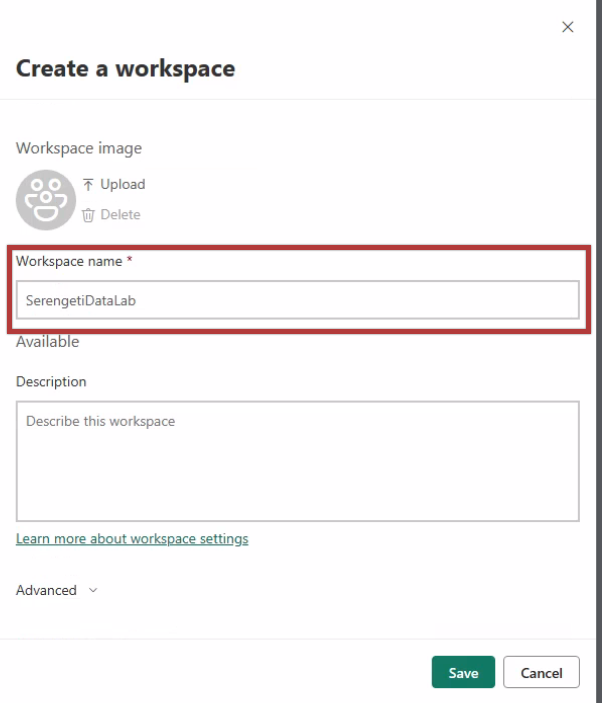 Create a workspace
Workspace image
Upload
Delete
Workspace name *
SerengetiDataLab
Available
Description
Describe this workspace
Learn more about workspace settings
Advanced
Save
Cancel